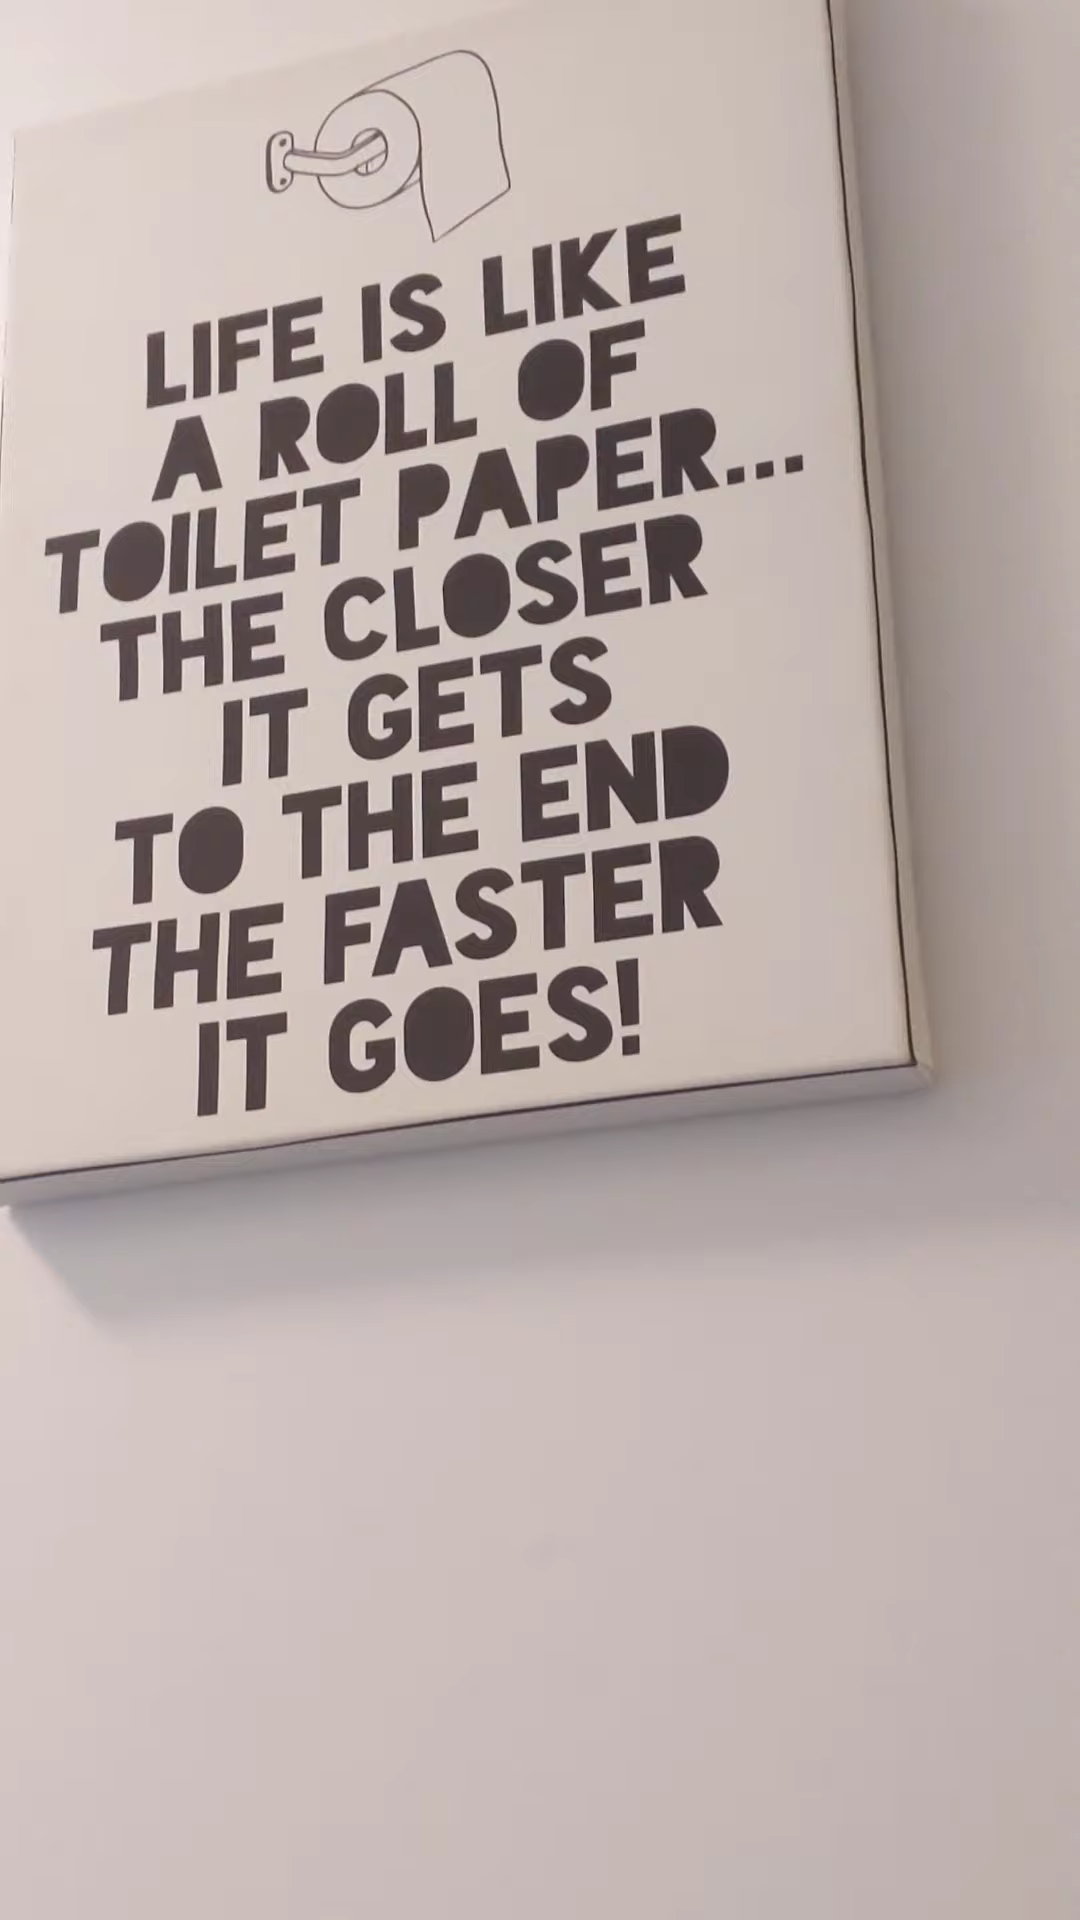 LIFE IS LIKE
A ROLL OF
TOILET PAPER...
THE CLOSER
IT GETS
TO THE END
THE FASTER
IT GOES!